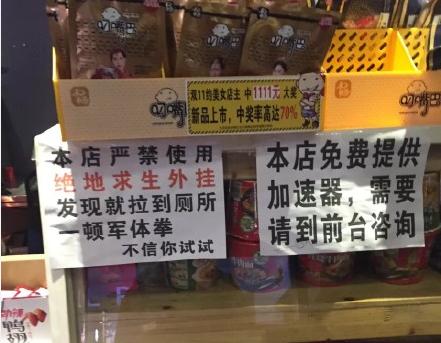 叼嘴巴
叼嘴巴
双11约美女店主 中1111元大奖
新品上市，中奖率高达70%
本店严禁使用
绝地求生外挂
发现就拉到厕所
一顿军体拳
不信你试试
本店免费提供
加速器，需要
请到前台咨询
鸭翅